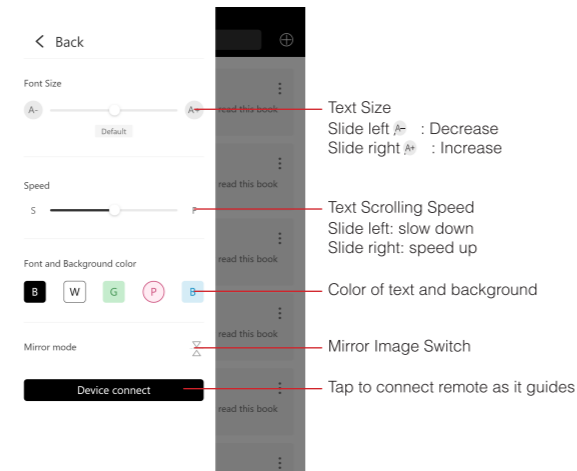 Back
Font Size
A-
A+
Default
Speed
S
F
Font and Background color
B
W
G
P
B
Mirror mode
Device connect
read this book
read this book
read this book
read this book
read this book
Text Size
Slide left A- : Decrease
Slide right A+ : Increase
Text Scrolling Speed
Slide left: slow down
Slide right: speed up
Color of text and background
Mirror Image Switch
Tap to connect remote as it guides